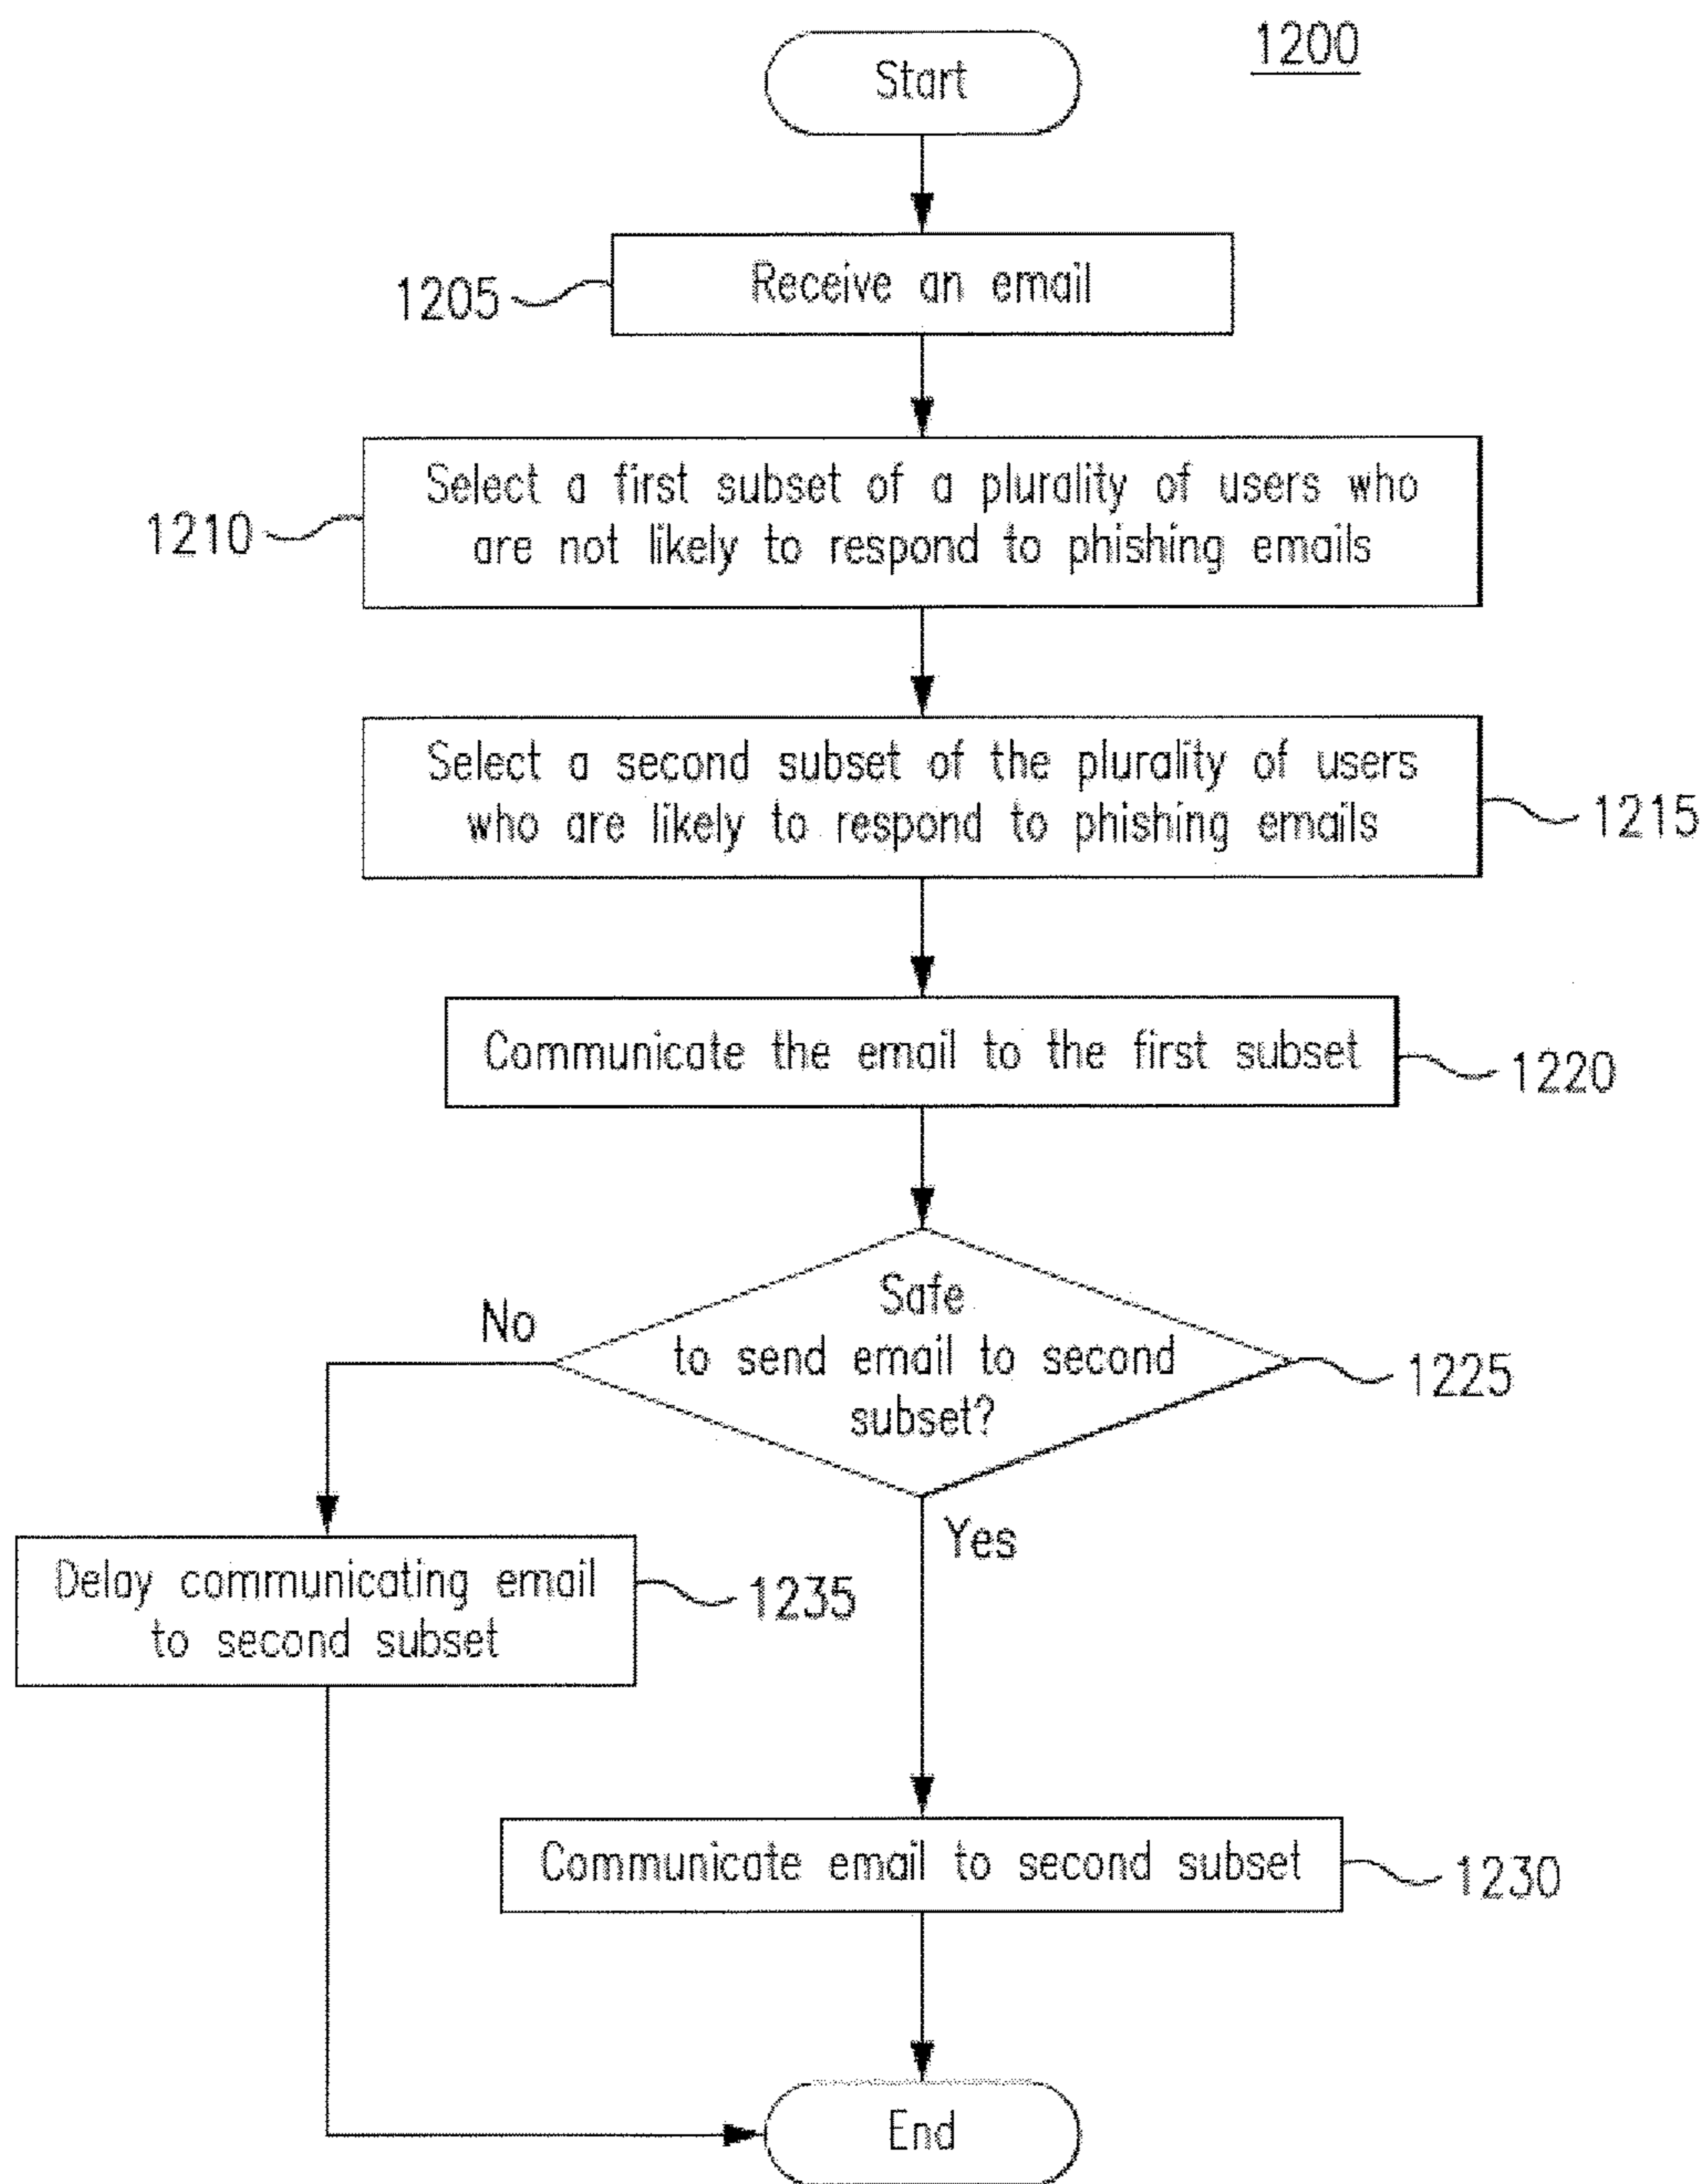 1200
Start
Receive an email
1205
Select a first subset of a plurality of users who
are not likely to respond to phishing emails
1210
Select a second subset of the plurality of users
who are likely to respond to phishing emails
1215
Communicate the email to the first subset
1220
Safe
to send email to second
subset?
1225
No
Yes
Delay communicating email
to second subset
1235
Communicate email to second subset
1230
End